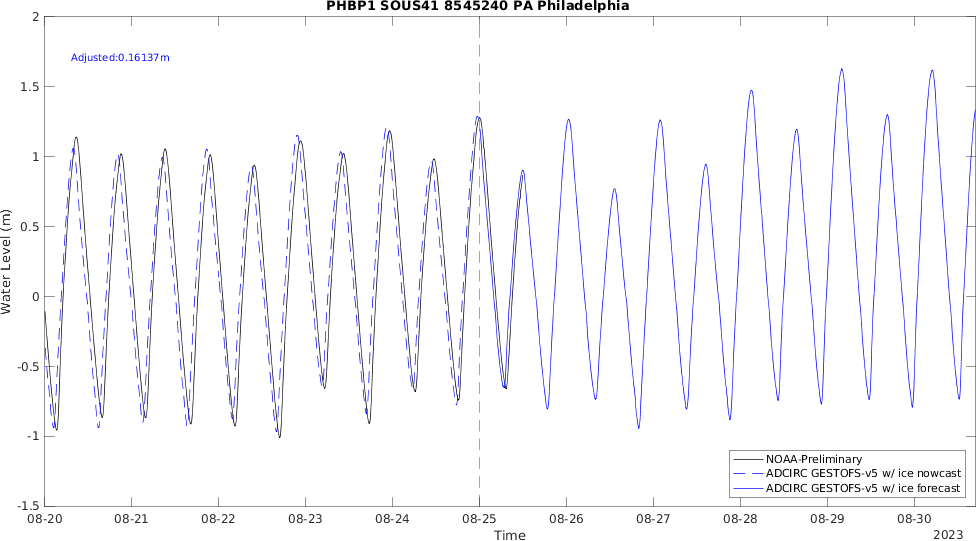 PHBP1 SOUS41 8545240 PA Philadelphia
2
Adjusted:0.16137m
1.5
1
0.5
0
-0.5
-1
-1.5
Water Level (m)
NOAA-Preliminary
ADCIRC GESTOFS-v5 w/ ice nowcast
ADCIRC GESTOFS-v5 w/ ice forecast
08-20 08-21 08-22 08-23 08-24 08-25 08-26 08-27 08-28 08-29 08-30
Time
2023